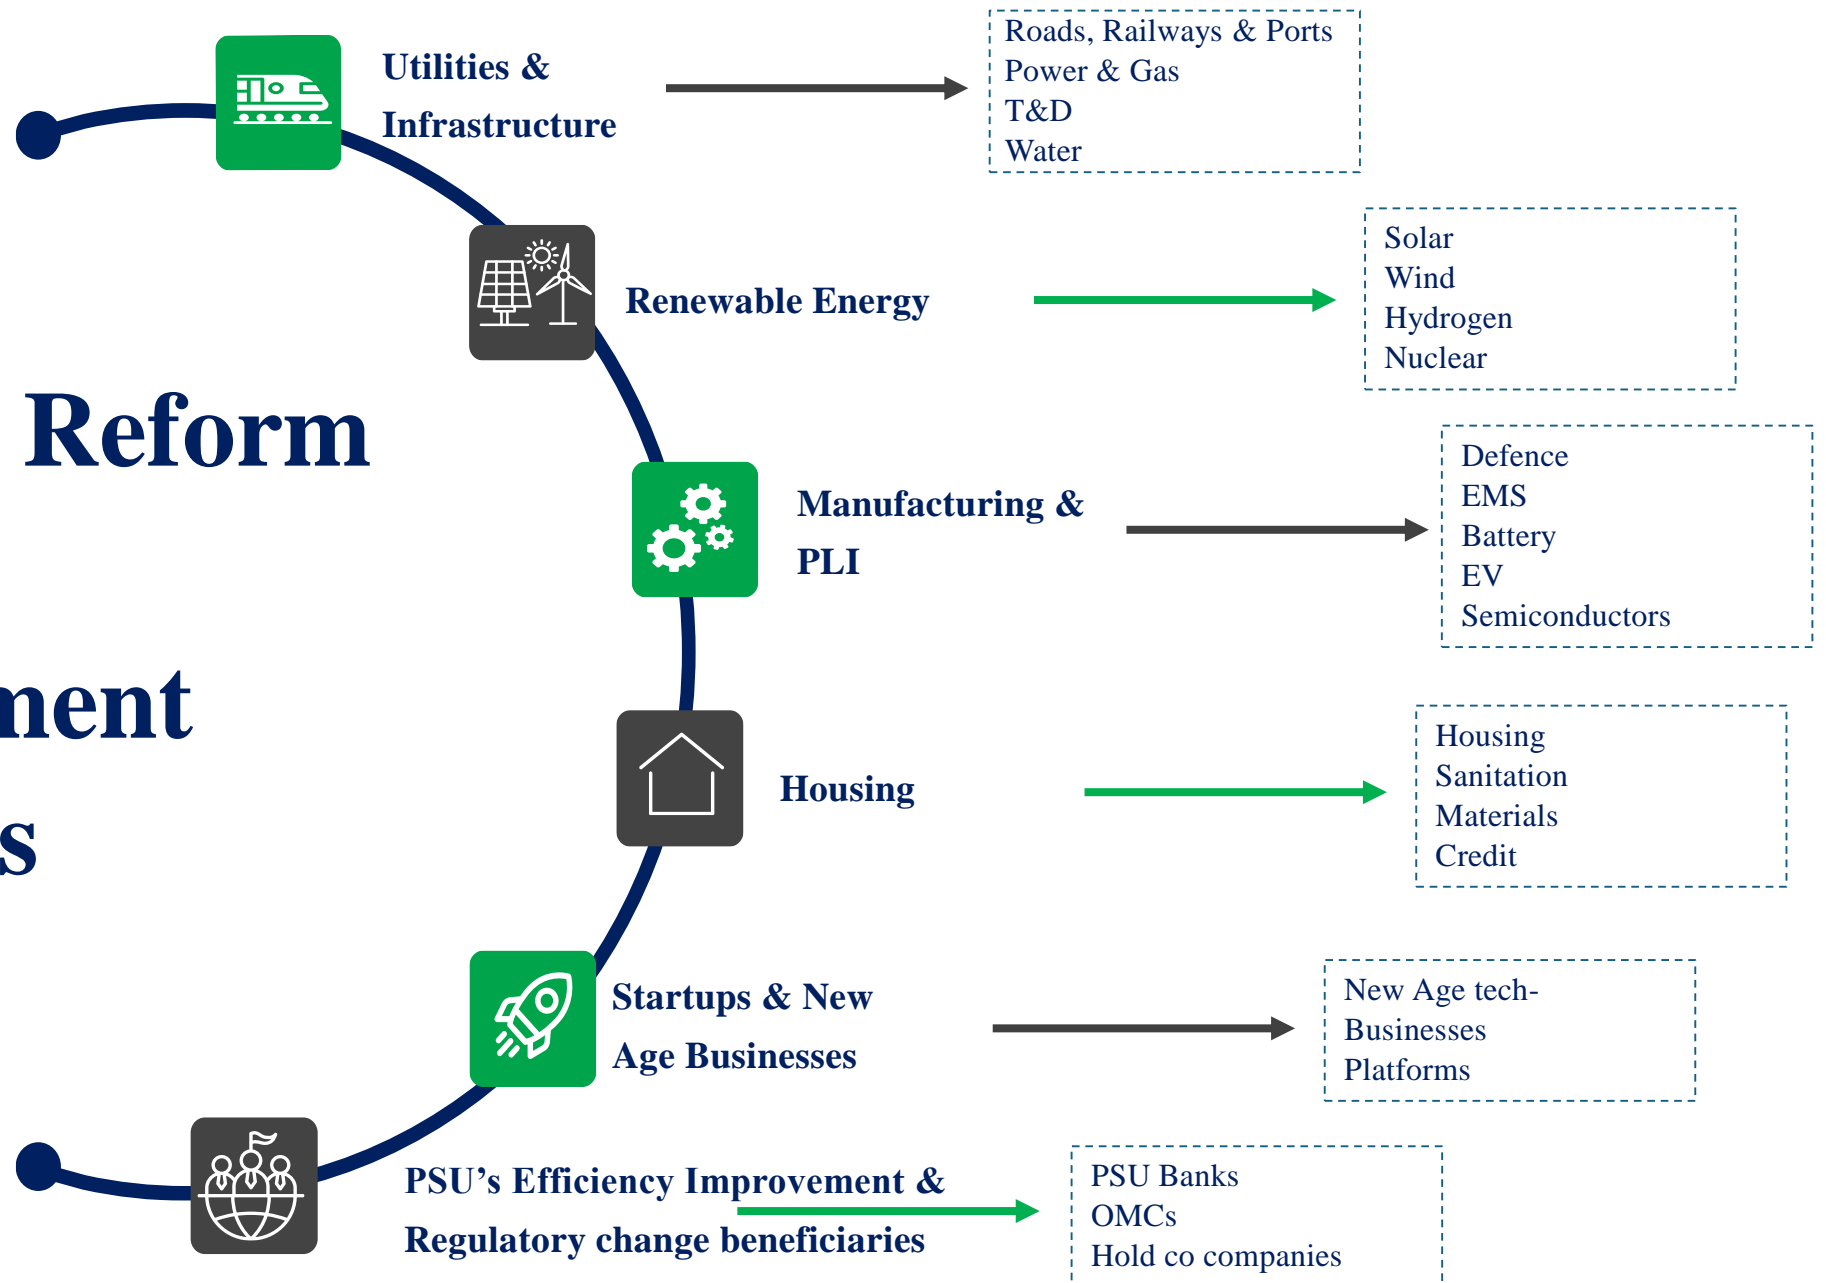 Utilities &
Infrastructure
Roads, Railways & Ports
Power & Gas
T&D
Water
Renewable Energy
Solar
Wind
Hydrogen
Nuclear
Reform
Manufacturing &
PLI
Defence
EMS
Battery
EV
Semiconductors
ment
s
Housing
Housing
Sanitation
Materials
Credit
Startups & New
Age Businesses
New Age tech-
Businesses
Platforms
PSU’s Efficiency Improvement &
Regulatory change beneficiaries
PSU Banks
OMCs
Hold co companies